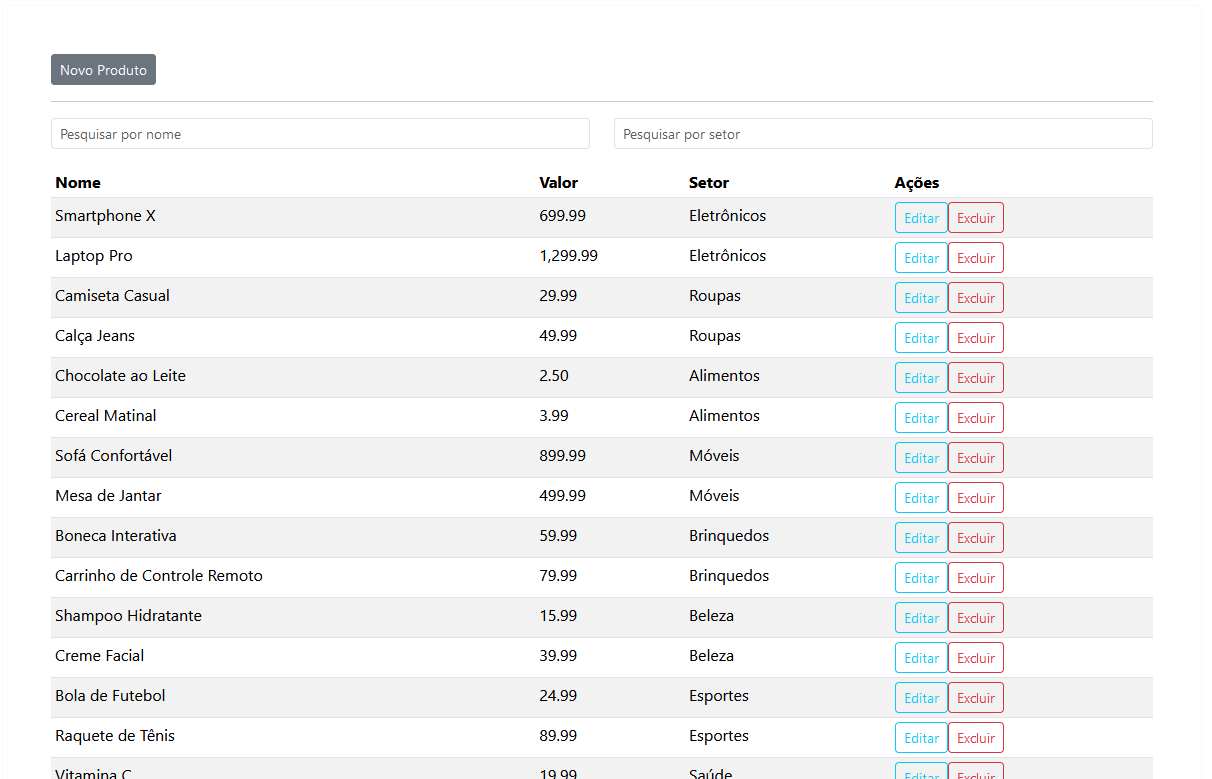 Novo Produto
Pesquisar por nome Pesquisar por setor
Nome Valor Setor Ações
Smartphone X 699.99 Eletrônicos Editar Excluir
Laptop Pro 1,299.99 Eletrônicos Editar Excluir
Camiseta Casual 29.99 Roupas Editar Excluir
Calça Jeans 49.99 Roupas Editar Excluir
Chocolate ao Leite 2.50 Alimentos Editar Excluir
Cereal Matinal 3.99 Alimentos Editar Excluir
Sofá Confortável 899.99 Móveis Editar Excluir
Mesa de Jantar 499.99 Móveis Editar Excluir
Boneca Interativa 59.99 Brinquedos Editar Excluir
Carrinho de Controle Remoto 79.99 Brinquedos Editar Excluir
Shampoo Hidratante 15.99 Beleza Editar Excluir
Creme Facial 39.99 Beleza Editar Excluir
Bola de Futebol 24.99 Esportes Editar Excluir
Raquete de Tênis 89.99 Esportes Editar Excluir
Vitamina C 19.99 Saúde Editar Excluir